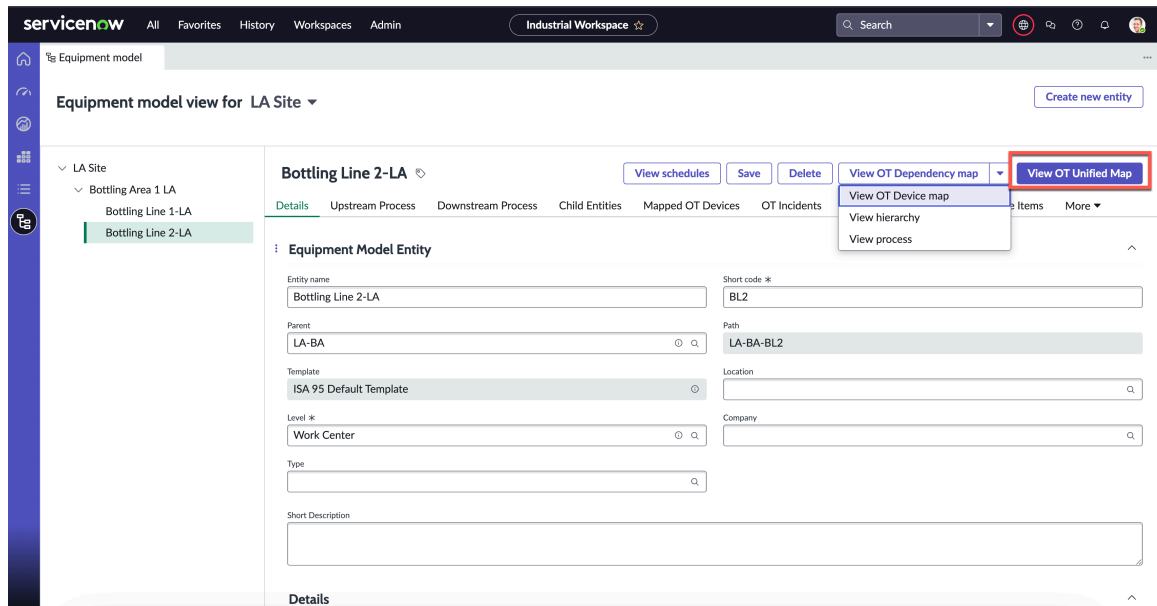 servicenow All Favorites History Workspaces Admin Industrial Workspace Search
Equipment model
Equipment model view for LA Site Create new entity
LA Site
Bottling Area 1 LA
Bottling Line 1-LA
Bottling Line 2-LA
Bottling Line 2-LA View schedules Save Delete View OT Dependency map View OT Unified Map
View OT Device map
View hierarchy
View process
Details Upstream Process Downstream Process Child Entities Mapped OT Devices OT Incidents Items More
Equipment Model Entity
Entity name Short code *
Bottling Line 2-LA BL2
Parent Path
LA-BA LA-BA-BL2
Template Location
ISA 95 Default Template
Level * Company
Work Center
Type
Short Description
Details